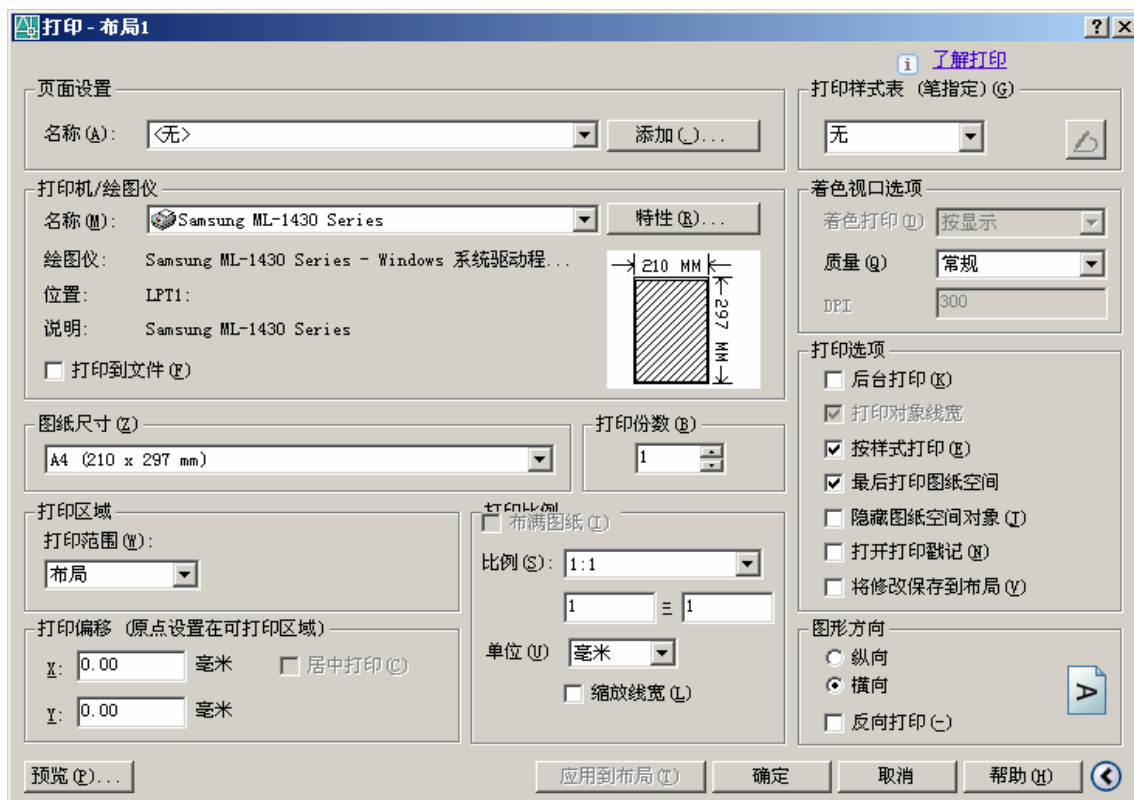 打印 - 布局1
了解打印
页面设置
名称(A): <无> 添加(.)...
打印样式表 (笔指定)(G)
无
打印机/绘图仪
名称(M): Samsung ML-1430 Series 特性(R)...
绘图仪: Samsung ML-1430 Series - Windows 系统驱动程...
位置: LPT1:
说明: Samsung ML-1430 Series
打印到文件(F)
210 MM
297 MM
着色视口选项
着色打印(D) 按显示
质量(Q) 常规
DPI 300
图纸尺寸(Z)
A4 (210 x 297 mm)
打印份数(B)
1
打印选项
后台打印(K)
打印对象线宽
按样式打印(E)
最后打印图纸空间
隐藏图纸空间对象(J)
打开打印戳记(N)
将修改保存到布局(V)
打印区域
打印范围(W):
布局
打印比例
布满图纸(I)
比例(S): 1:1
1 = 1
单位(U) 毫米
缩放线宽(L)
打印偏移 (原点设置在可打印区域)
X: 0.00 毫米 居中打印(C)
Y: 0.00 毫米
图形方向
纵向
横向
反向打印(-)
A
预览(P)... 应用到布局(T) 确定 取消 帮助(H)